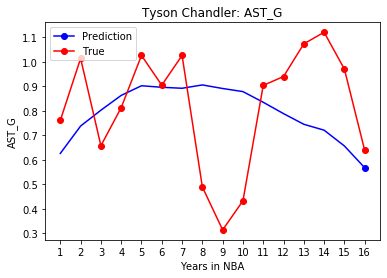 Tyson Chandler: AST_G
Prediction
True
AST_G
1.1
1.0
0.9
0.8
0.7
0.6
0.5
0.4
0.3
1 2 3 4 5 6 7 8 9 10 11 12 13 14 15 16
Years in NBA